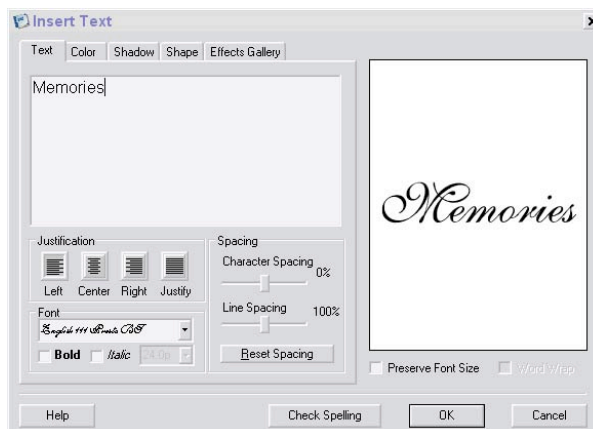 Insert Text
Text Color Shadow Shape Effects Gallery
Memories
Memories
Justification
Left Center Right Justify
Spacing
Character Spacing
0%
Line Spacing 100%
Reset Spacing
Font
English 111 Presto BT
Bold Italic 24.0p
Preserve Font Size Word Wrap
Help Check Spelling OK Cancel